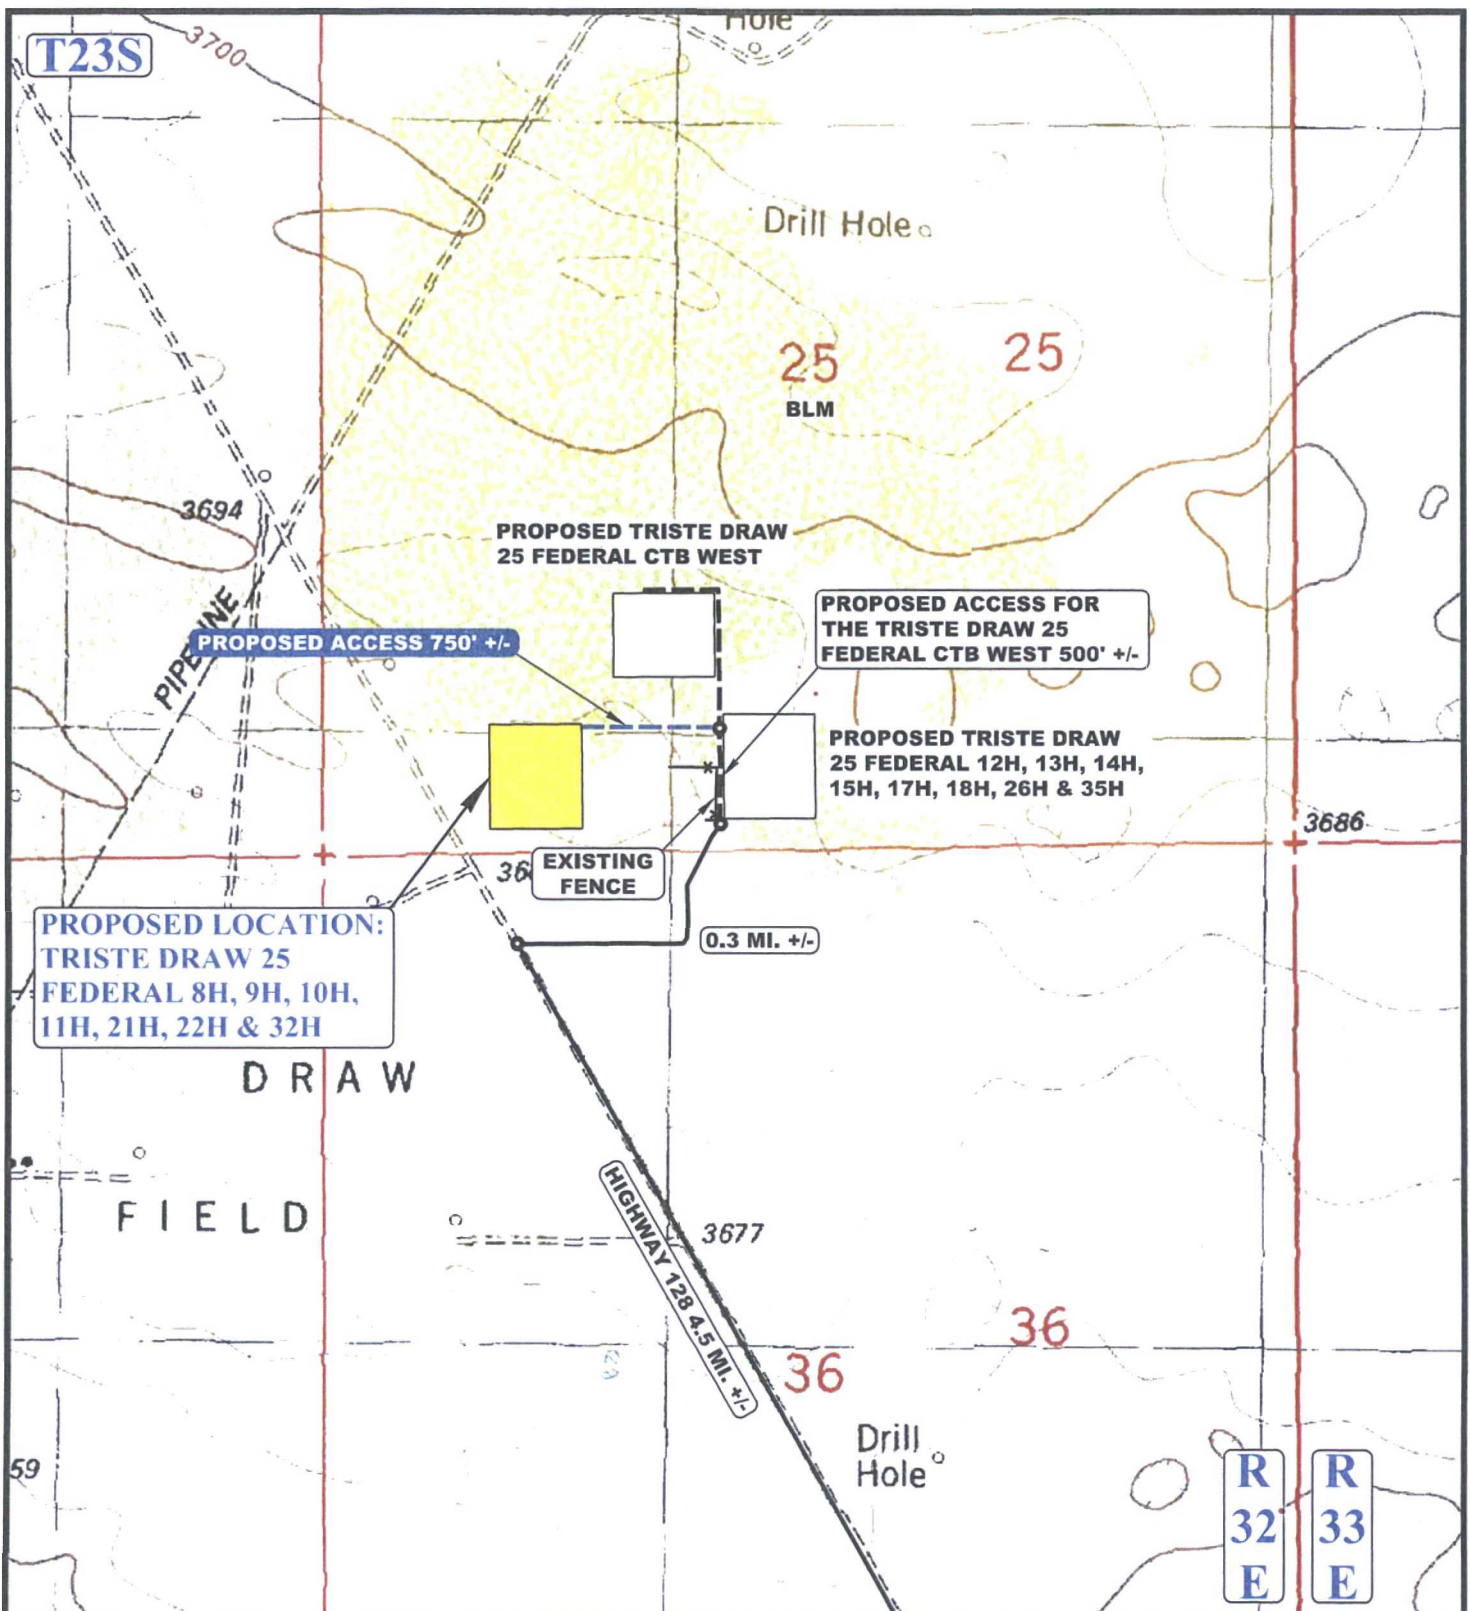 Hole
T23S
3700
Drill Hole
25
25
BLM
3694
PROPOSED TRISTE DRAW
25 FEDERAL CTB WEST
PROPOSED ACCESS FOR
THE TRISTE DRAW 25
FEDERAL CTB WEST 500' +/-
PROPOSED ACCESS 750' +/-
PIPELINE
PROPOSED TRISTE DRAW
25 FEDERAL 12H, 13H, 14H,
15H, 17H, 18H, 26H & 35H
3686
EXISTING
FENCE
PROPOSED LOCATION:
TRISTE DRAW 25
FEDERAL 8H, 9H, 10H,
11H, 21H, 22H & 32H
0.3 MI. +/-
DRAW
FIELD
HIGHWAY 128 4.5 MI. +/-
3677
36
36
Drill
Hole
59
R
32
E
R
33
E